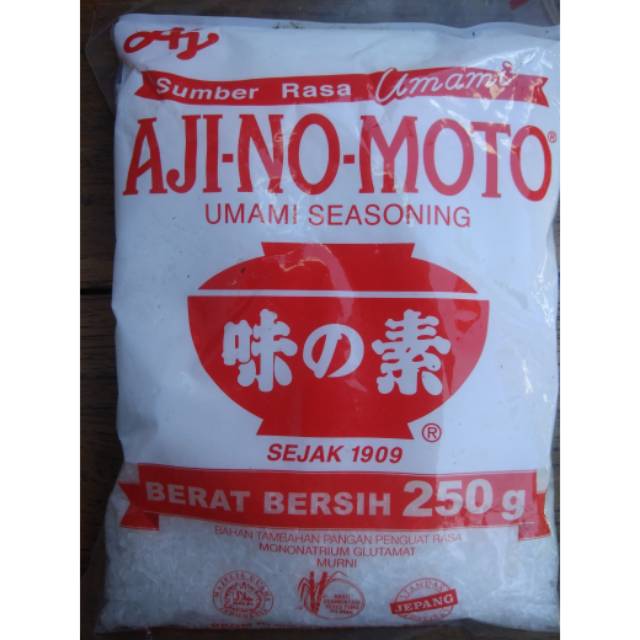 Sumber Rasa Umami
AJI-NO-MOTO®
UMAMI SEASONING
味の素
®
SEJAK 1909
BERAT BERSIH 250 g
BAHAN TAMBAHAN PANGAN PENGUAT RASA
MONONATRIUM GLUTAMAT
MURNI
JEPANG